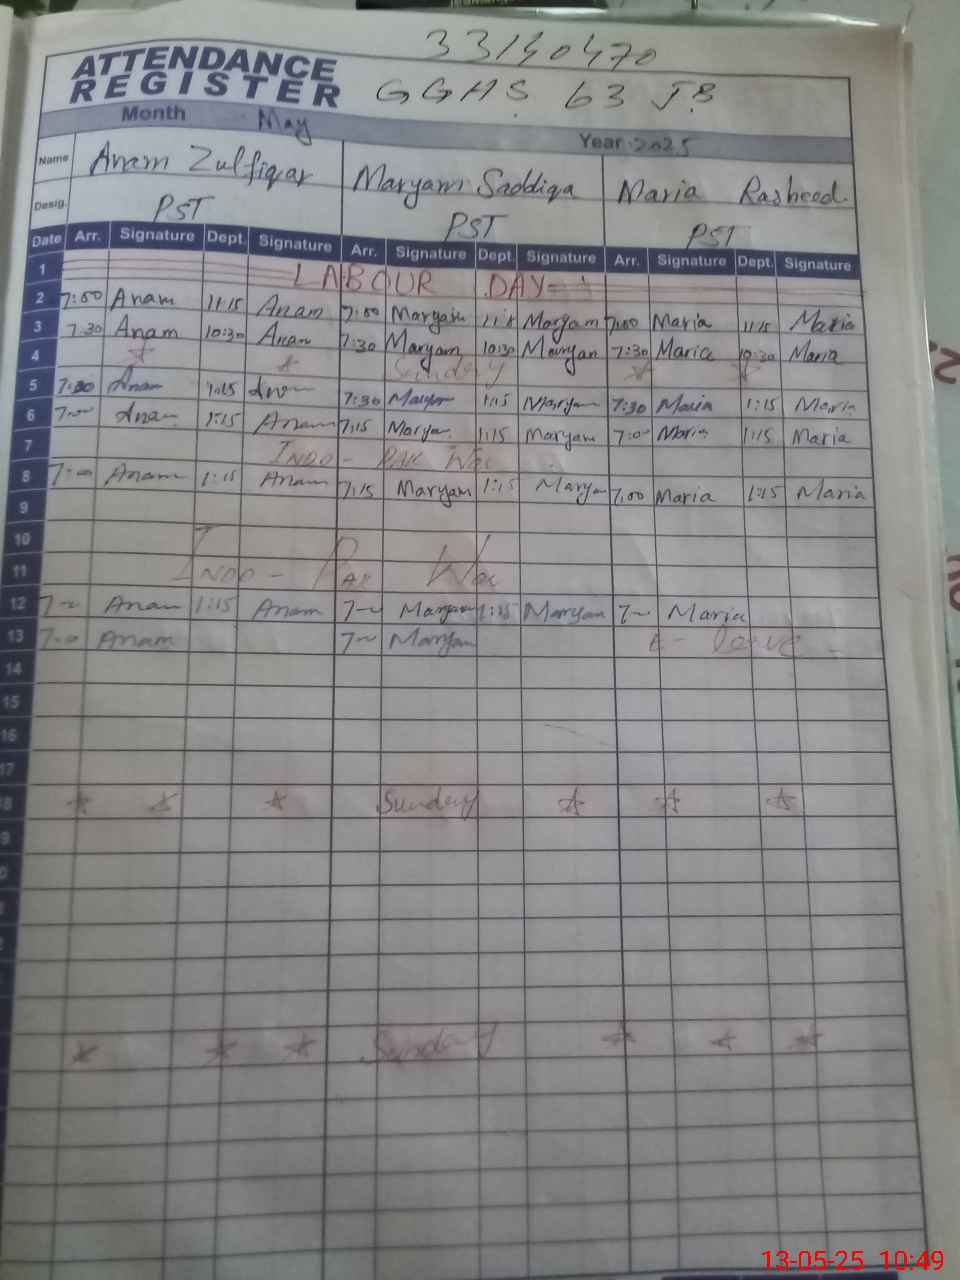 33140470
ATTENDANCE
REGISTER GGHS 63 J.B
Month May Year 2025
Name Anam Zulfiqar Maryam Saddiqa Maria Rasheed
Desig. PST PST PST
Date Arr. Signature Dept. Signature Arr. Signature Dept. Signature Arr. Signature Dept. Signature
1 LABOUR DAY
2 7:00 Anam 11:15 Anam 7:00 Maryam 11:15 Maryam 7:00 Maria 11:15 Maria
3 7:30 Anam 10:30 Anam 7:30 Maryam 10:30 Maryam 7:30 Maria 10:30 Maria
4 Sunday
5 7:30 Anam 1:15 Anam 7:30 Maryam 1:15 Maryam 7:30 Maria 1:15 Maria
6 7:00 Anam 1:15 Anam 7:15 Maryam 1:15 Maryam 7:00 Maria 1:15 Maria
7 INDO - PAK War
8 7:00 Anam 1:15 Anam 7:15 Maryam 1:15 Maryam 7:00 Maria 1:15 Maria
9
10
11 INDO - PAK War
12 7 Anam 1:15 Anam 7 Maryam 1:15 Maryam 7 Maria
13 7:00 Anam 7 Maryam E- leave
14
15
16
17
18 Sunday
Sunday
13-05-25 10:49